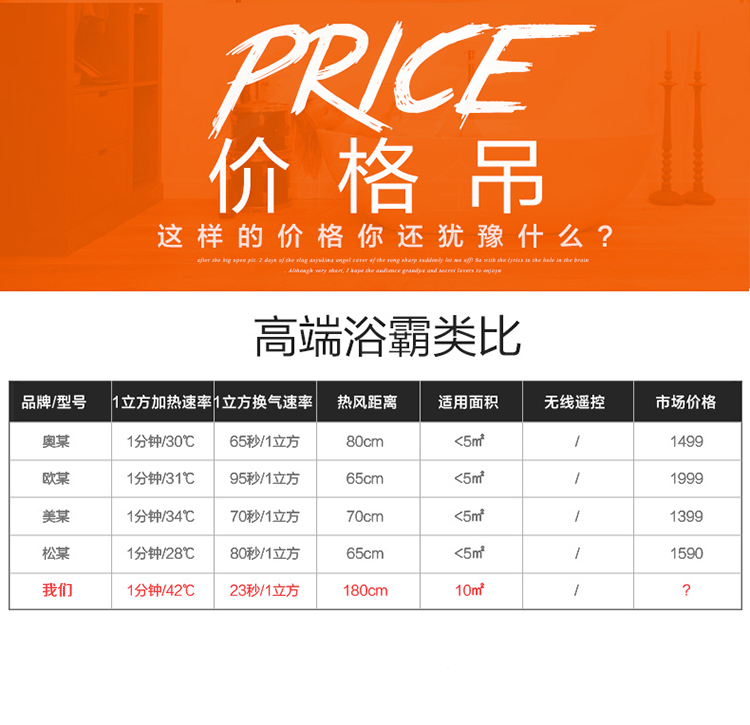 PRICE
价格吊
这样的价格你还犹豫什么?
after the big open pit. 2 days of the slag asyukina ungel cover of the song sharp suddenly let me off! Ba with the lyrics to the hole in the brain
. Although very short, I hope the audience grandpa and secret lovers to enjoyn
高端浴霸类比
品牌/型号 1立方加热速率 1立方换气速率 热风距离 适用面积 无线遥控 市场价格
奥某 1分钟/30℃ 65秒/1立方 80cm <5㎡ / 1499
欧某 1分钟/31℃ 95秒/1立方 65cm <5㎡ / 1999
美某 1分钟/34℃ 70秒/1立方 70cm <5㎡ / 1399
松某 1分钟/28℃ 80秒/1立方 65cm <5㎡ / 1590
我们 1分钟/42℃ 23秒/1立方 180cm 10㎡ / ?